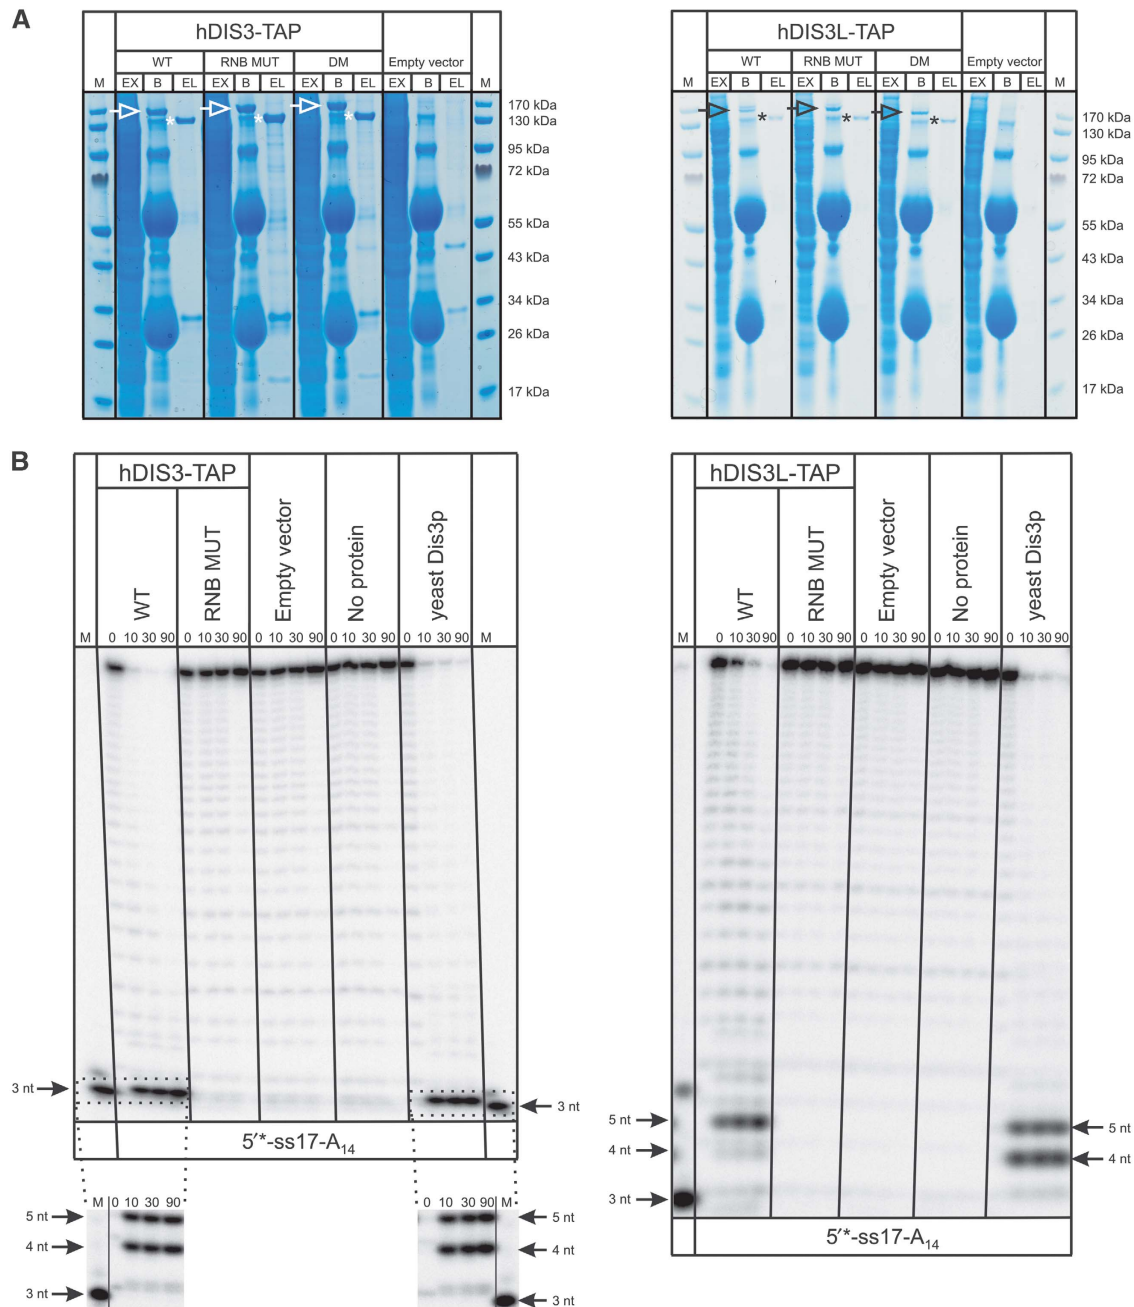 A
hDIS3-TAP
WT RNB MUT DM Empty vector
M EX B EL EX B EL EX B EL EX B EL M
170 kDa
130 kDa
95 kDa
72 kDa
55 kDa
43 kDa
34 kDa
26 kDa
17 kDa
* * *
hDIS3L-TAP
WT RNB MUT DM Empty vector
M EX B EL EX B EL EX B EL EX B EL M
170 kDa
130 kDa
95 kDa
72 kDa
55 kDa
43 kDa
34 kDa
26 kDa
17 kDa
* * *
B
hDIS3-TAP
WT RNB MUT Empty vector No protein yeast Dis3p
M 0 10 30 90 0 10 30 90 0 10 30 90 0 10 30 90 0 10 30 90 M
3 nt
3 nt
5′*-ss17-A14
M 0 10 30 90
5 nt
4 nt
3 nt
0 10 30 90 M
5 nt
4 nt
3 nt
hDIS3L-TAP
WT RNB MUT Empty vector No protein yeast Dis3p
M 0 10 30 90 0 10 30 90 0 10 30 90 0 10 30 90 0 10 30 90
5 nt
4 nt
3 nt
5 nt
4 nt
5′*-ss17-A14